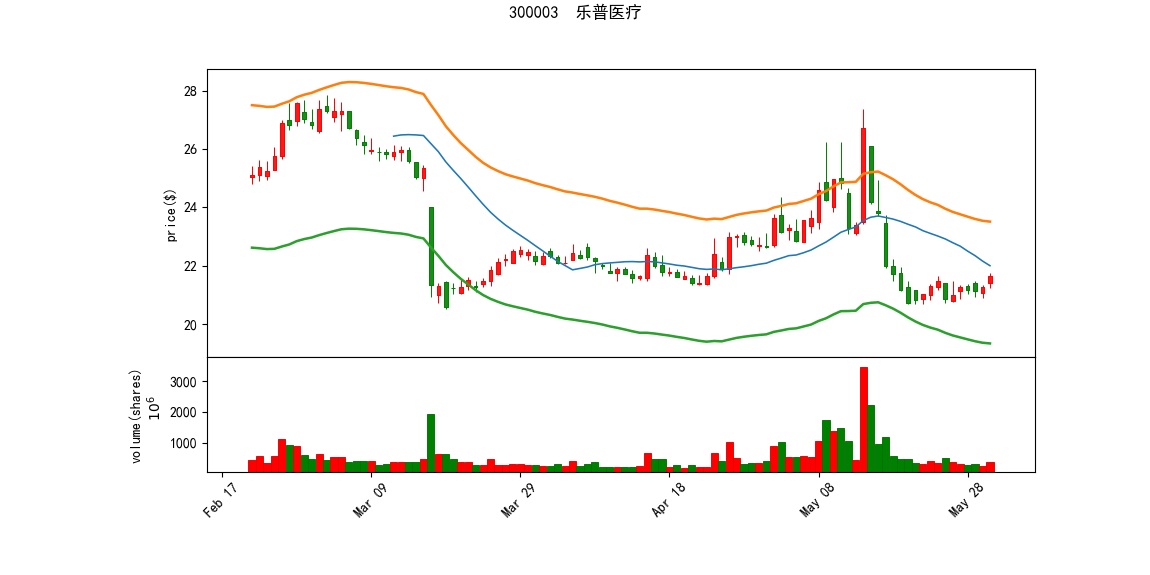 300003  乐普医疗
price($)
28
26
24
22
20
volume(shares)
10^6
3000
2000
1000
Feb 17
Mar 09
Mar 29
Apr 18
May 08
May 28